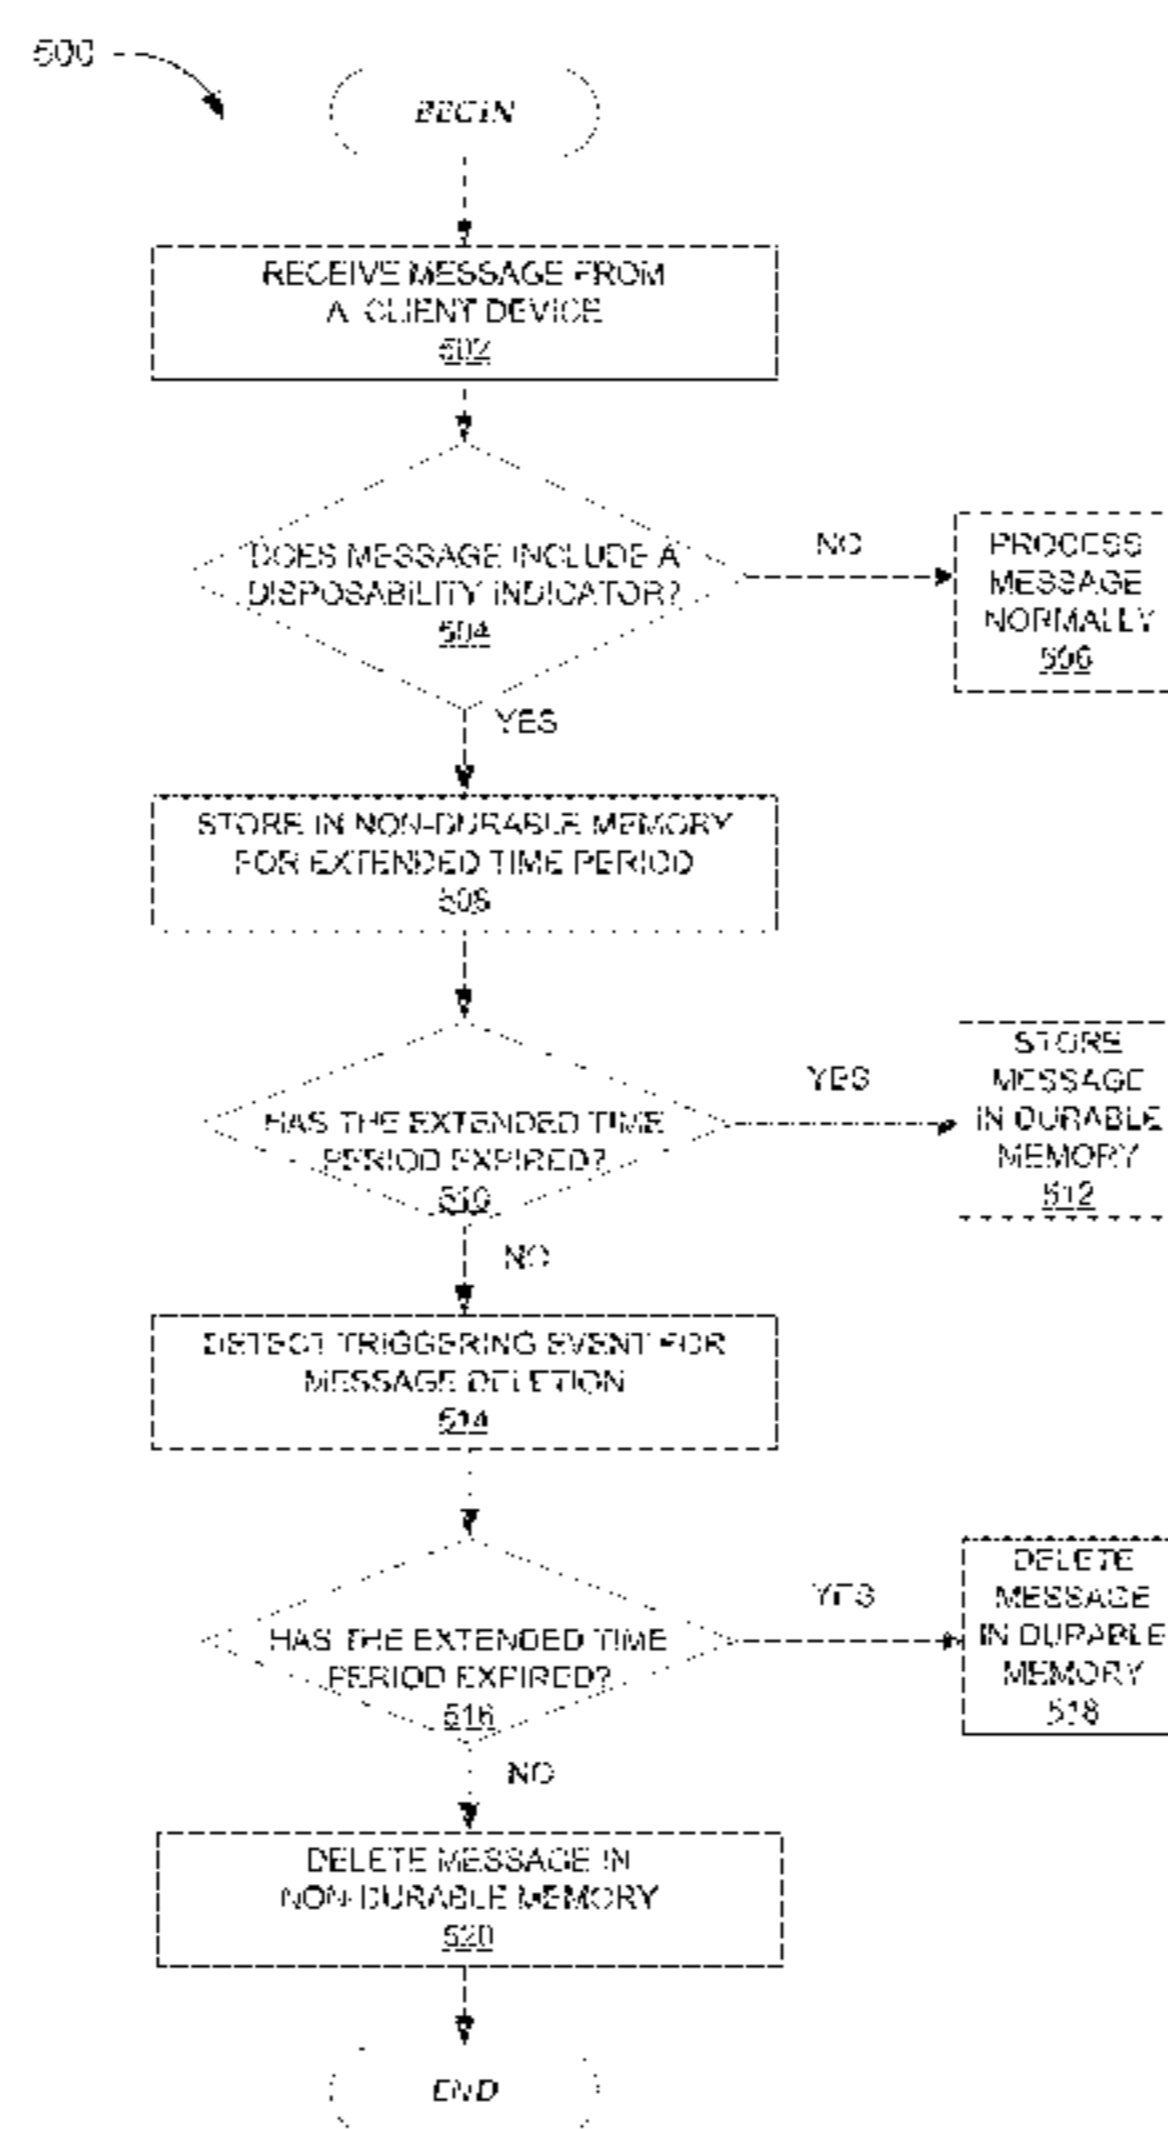 500
BEGIN
RECEIVE MESSAGE FROM
A CLIENT DEVICE
502
DOES MESSAGE INCLUDE A
DISPOSABILITY INDICATOR?
504
NO
PROCESS
MESSAGE
NORMALLY
506
YES
STORE IN NON-DURABLE MEMORY
FOR EXTENDED TIME PERIOD
508
HAS THE EXTENDED TIME
PERIOD EXPIRED?
510
YES
STORE
MESSAGE
IN DURABLE
MEMORY
512
NO
DETECT TRIGGERING EVENT FOR
MESSAGE DELETION
514
HAS THE EXTENDED TIME
PERIOD EXPIRED?
516
YES
DELETE
MESSAGE
IN DURABLE
MEMORY
518
NO
DELETE MESSAGE IN
NON-DURABLE MEMORY
520
END